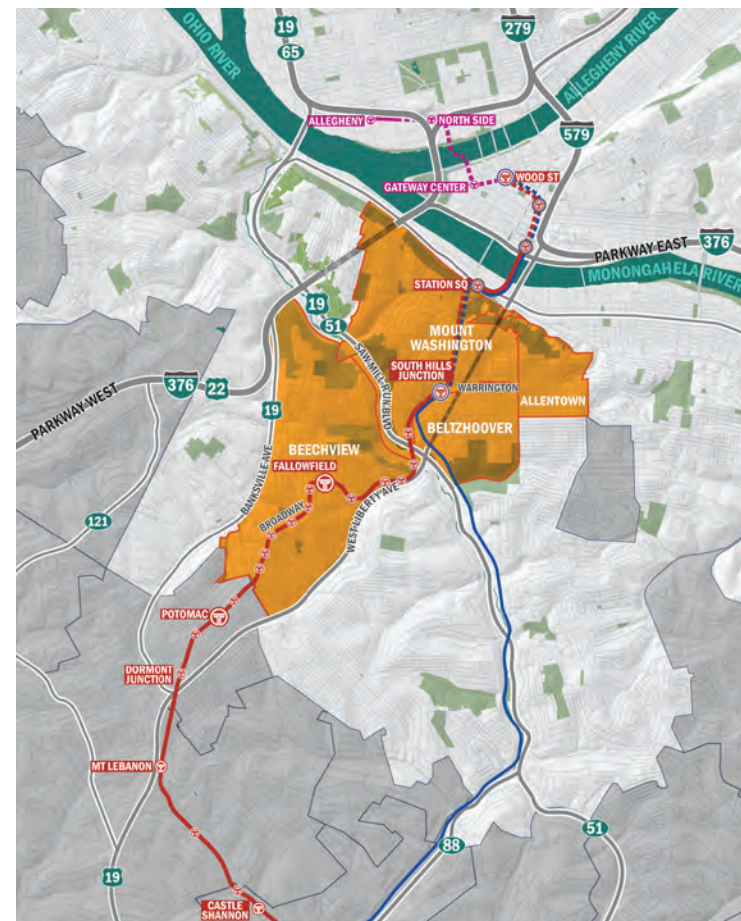 19
65
279
OHIO RIVER
ALLEGHENY RIVER
ALLEGHENY
NORTH SIDE
579
GATEWAY CENTER
WOOD ST
PARKWAY EAST
376
MONONGAHELA RIVER
STATION SQ
19
51
MOUNT
WASHINGTON
SAW MILL RUN BLVD
SOUTH HILLS
JUNCTION
WARRINGTON
PARKWAY WEST
376
22
19
ALLENTOWN
BELTZHOOVER
BEECHVIEW
FALLOWFIELD
BANKSVILLE AVE
BROADWAY
WEST LIBERTY AVE
121
POTOMAC
DORMONT
JUNCTION
MT LEBANON
51
88
19
CASTLE
SHANNON